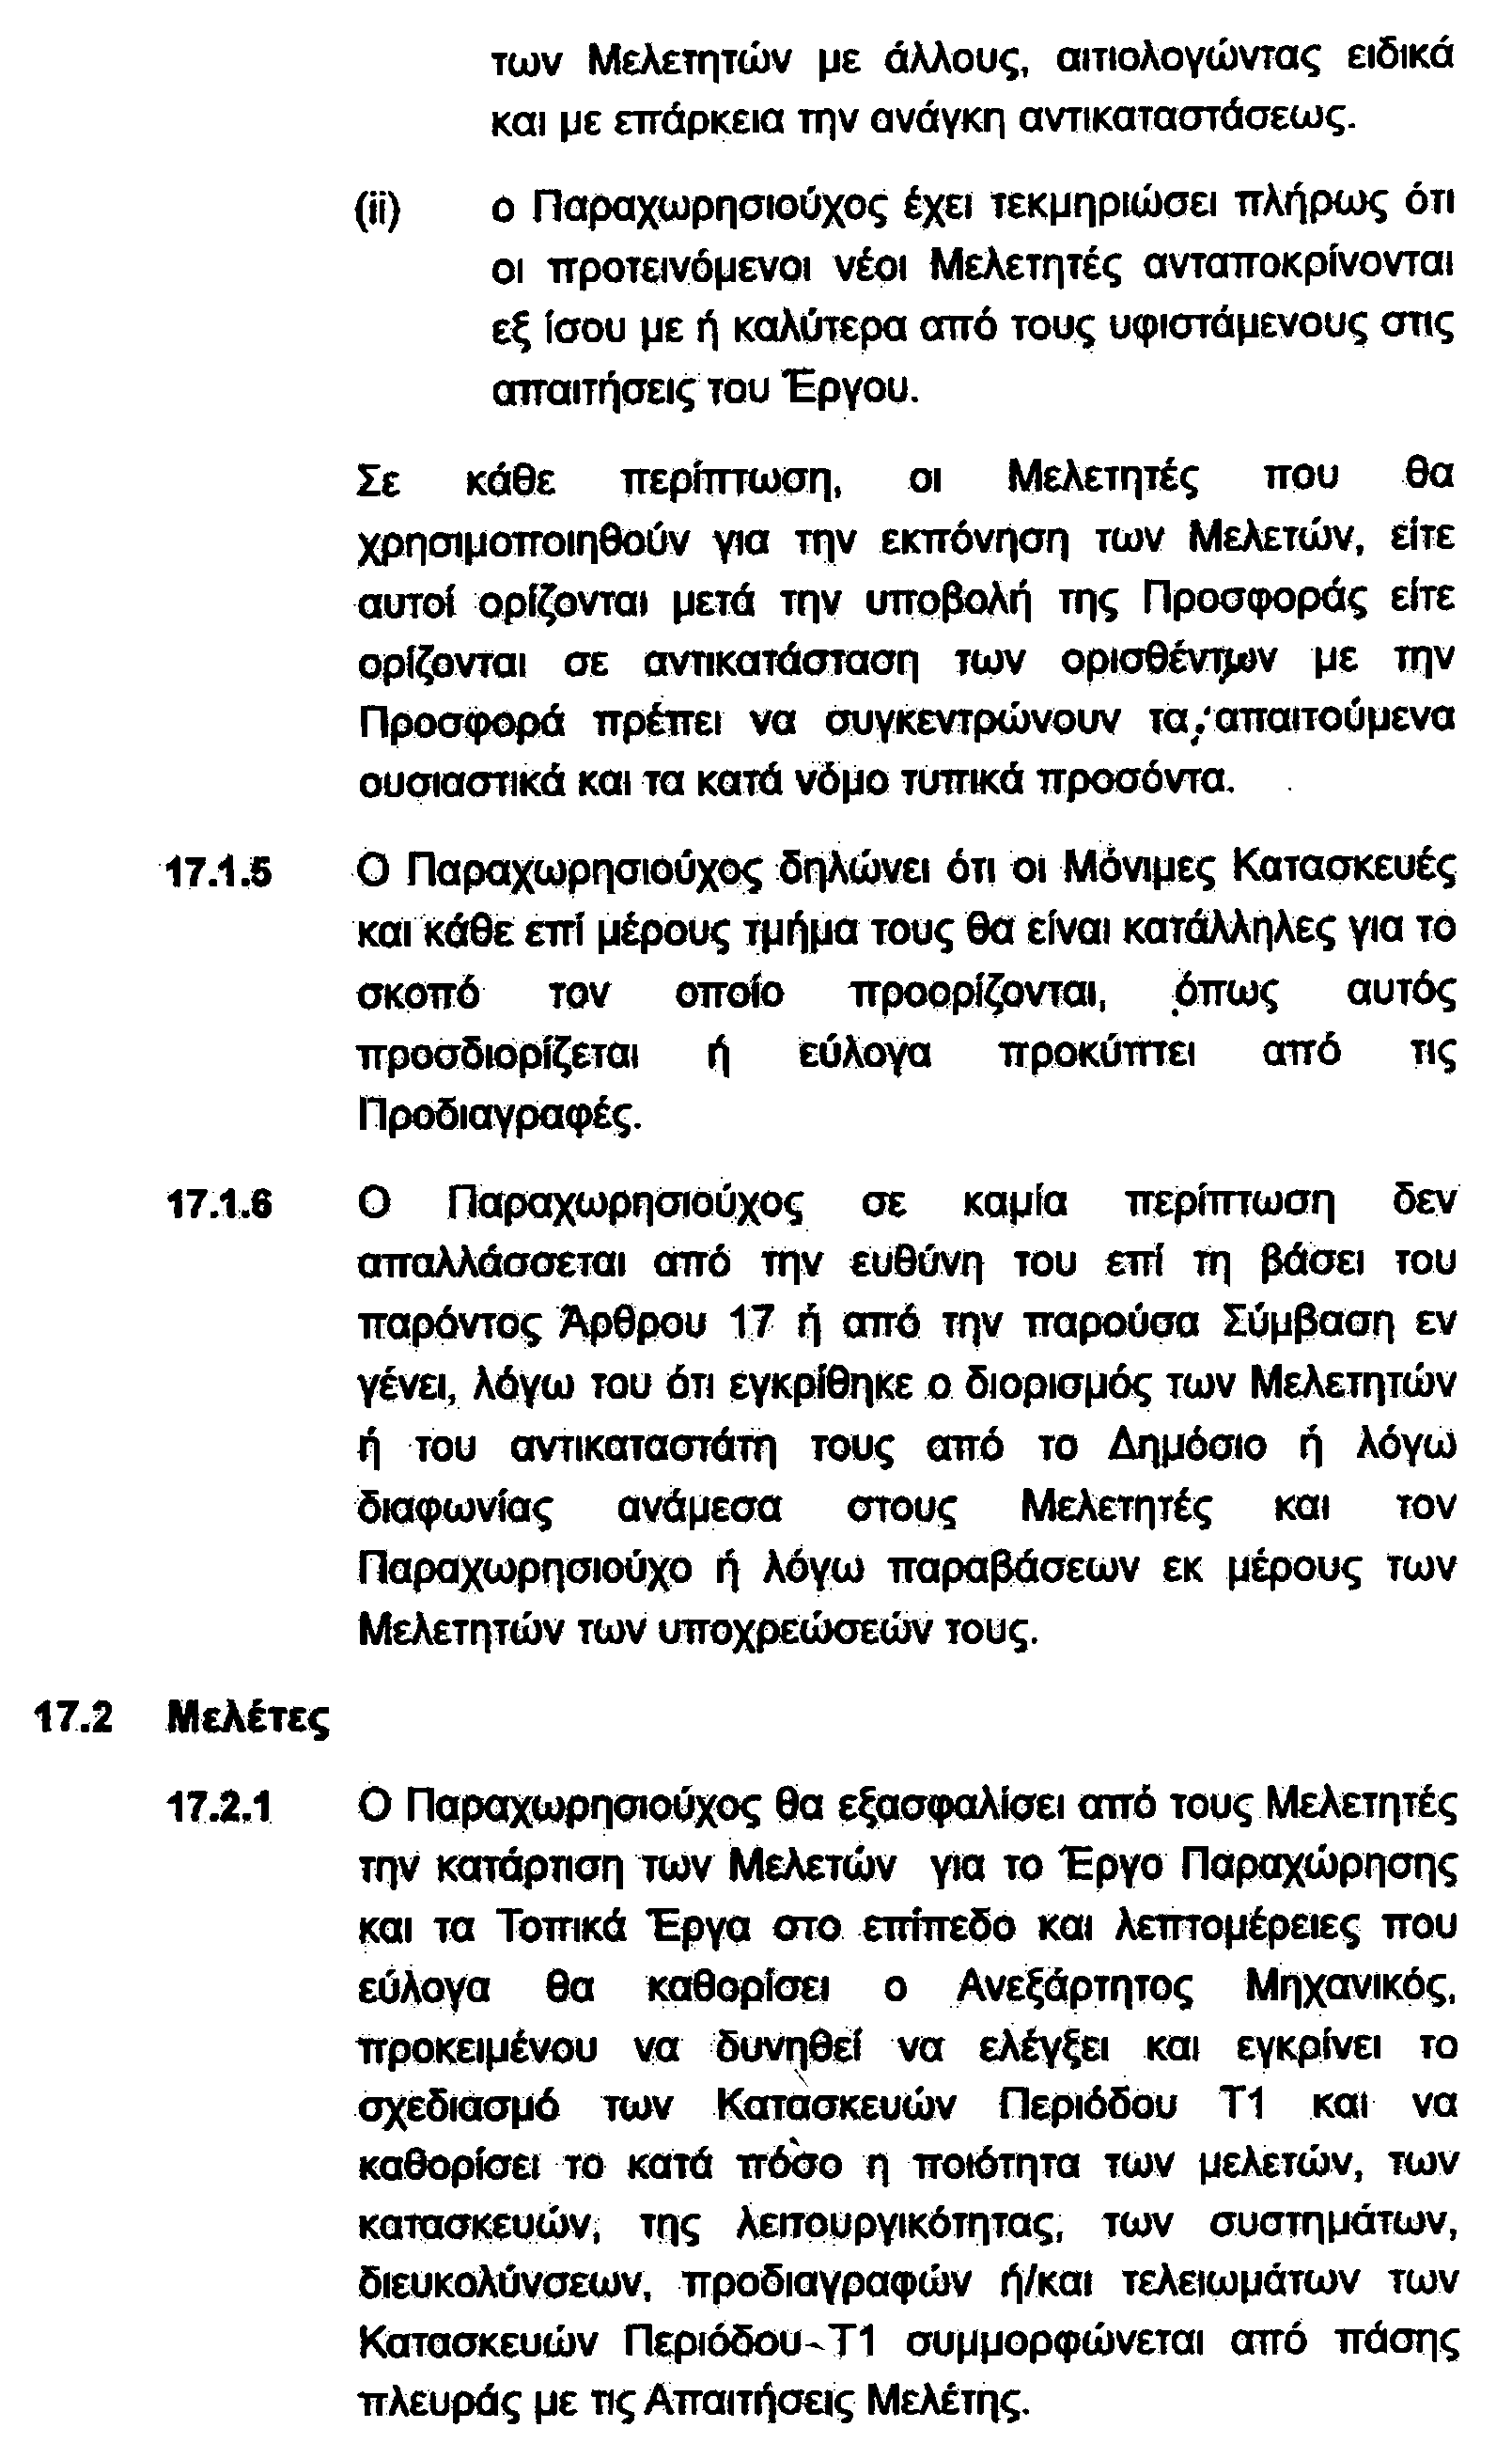 των Μελετητών με άλλους, αιτιολογώντας ειδικά
και με επάρκεια την ανάγκη αντικαταστάσεως.
(ii) ο Παραχωρησιούχος έχει τεκμηριώσει πλήρως ότι
οι προτεινόμενοι νέοι Μελετητές ανταποκρίνονται
εξ ίσου με ή καλύτερα από τους υφιστάμενους στις
απαιτήσεις του Έργου.
Σε κάθε περίπτωση, οι Μελετητές που θα
χρησιμοποιηθούν για την εκπόνηση των Μελετών, είτε
αυτοί ορίζονται μετά την υποβολή της Προσφοράς είτε
ορίζονται σε αντικατάσταση των ορισθέντων με την
Προσφορά πρέπει να συγκεντρώνουν τα απαιτούμενα
ουσιαστικά και τα κατά νόμο τυπικά προσόντα.
17.1.5 Ο Παραχωρησιούχος δηλώνει ότι οι Μόνιμες Κατασκευές
και κάθε επί μέρους τμήμα τους θα είναι κατάλληλες για το
σκοπό τον οποίο προορίζονται, όπως αυτός
προσδιορίζεται ή εύλογα προκύπτει από τις
Προδιαγραφές.
17.1.6 Ο Παραχωρησιούχος σε καμία περίπτωση δεν
απαλλάσσεται από την ευθύνη του επί τη βάσει του
παρόντος Άρθρου 17 ή από την παρούσα Σύμβαση εν
γένει, λόγω του ότι εγκρίθηκε ο διορισμός των Μελετητών
ή του αντικαταστάτη τους από το Δημόσιο ή λόγω
διαφωνίας ανάμεσα στους Μελετητές και τον
Παραχωρησιούχο ή λόγω παραβάσεων εκ μέρους των
Μελετητών των υποχρεώσεών τους.
17.2 Μελέτες
17.2.1 Ο Παραχωρησιούχος θα εξασφαλίσει από τους Μελετητές
την κατάρτιση των Μελετών για το Έργο Παραχώρησης
και τα Τοπικά Έργα στο επίπεδο και λεπτομέρειες που
εύλογα θα καθορίσει ο Ανεξάρτητος Μηχανικός,
προκειμένου να δυνηθεί να ελέγξει και εγκρίνει το
σχεδιασμό των Κατασκευών Περιόδου Τ1 και να
καθορίσει το κατά πόσο η ποιότητα των μελετών, των
κατασκευών, της λειτουργικότητας, των συστημάτων,
διευκολύνσεων, προδιαγραφών ή/και τελειωμάτων των
Κατασκευών Περιόδου Τ1 συμμορφώνεται από πάσης
πλευράς με τις Απαιτήσεις Μελέτης.